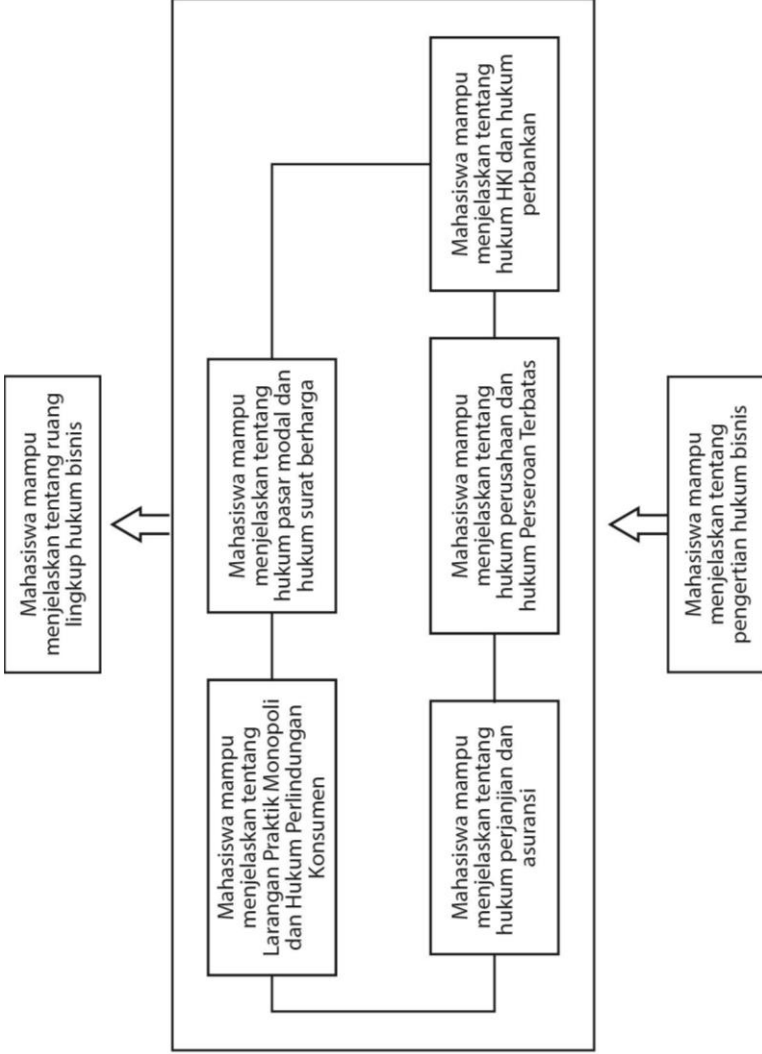 Mahasiswa mampu
menjelaskan tentang ruang
lingkup hukum bisnis
Mahasiswa mampu
menjelaskan tentang
Larangan Praktik Monopoli
dan Hukum Perlindungan
Konsumen
Mahasiswa mampu
menjelaskan tentang
hukum pasar modal dan
hukum surat berharga
Mahasiswa mampu
menjelaskan tentang
hukum perjanjian dan
asuransi
Mahasiswa mampu
menjelaskan tentang
hukum perusahaan dan
hukum Perseroan Terbatas
Mahasiswa mampu
menjelaskan tentang
hukum HKI dan hukum
perbankan
Mahasiswa mampu
menjelaskan tentang
pengertian hukum bisnis